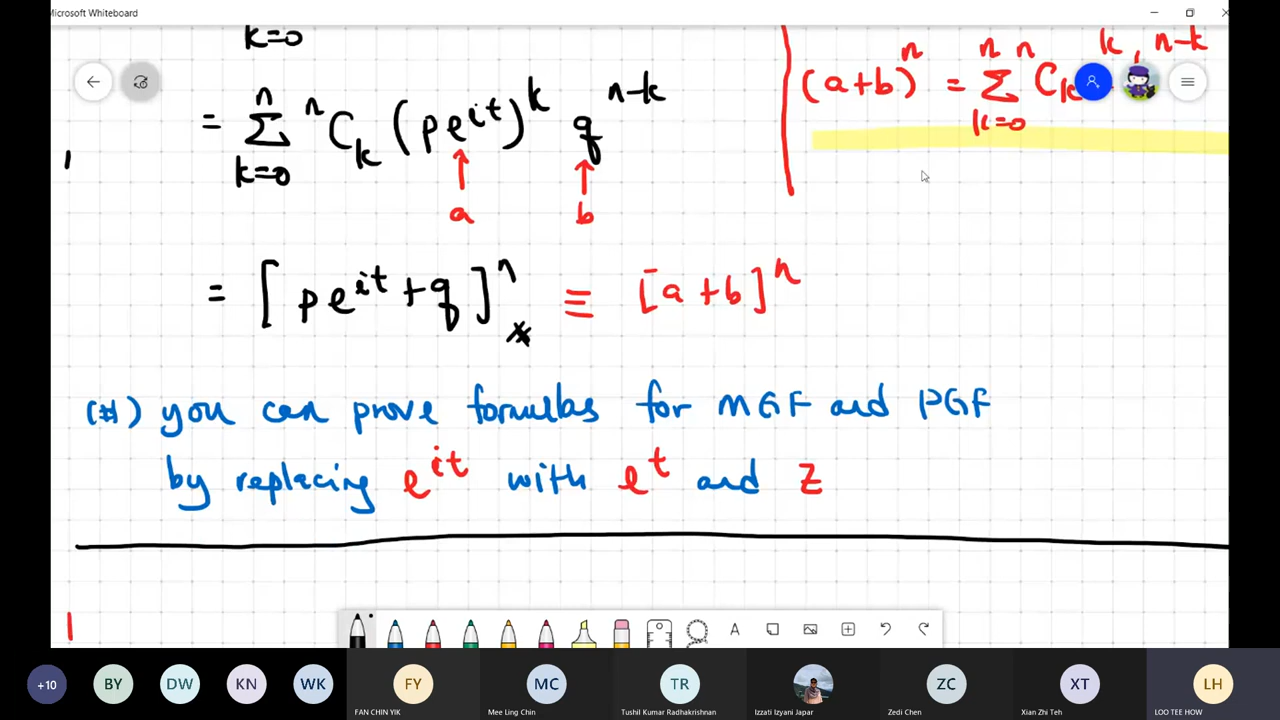 Microsoft Whiteboard
k=0
(a+b)^n = n∑k=0 nCk k, n-k
= n∑k=0 nCk (pe^it)^k q^n-k
a b
= [pe^it + q]^n * ≡ [a+b]^n
(#) you can prove formulas for MGF and PGF
by replacing e^it with e^t and z
+10 BY DW KN WK FY MC TR ZC XT LH
FAN CHIN YIK Mee Ling Chin Tushil Kumar Radhakrishnan Izzati Izyani Japar Zedi Chen Xian Zhi Teh LOO TEE HOW